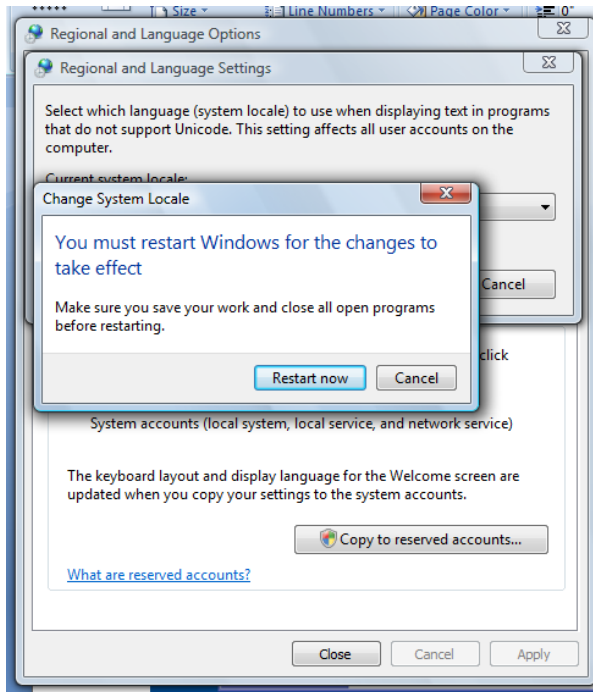 Size
Line Numbers
Page Color
0"
Regional and Language Options
Regional and Language Settings
Select which language (system locale) to use when displaying text in programs
that do not support Unicode. This setting affects all user accounts on the
computer.
Current system locale:
Change System Locale
You must restart Windows for the changes to
take effect
Make sure you save your work and close all open programs
before restarting.
Restart now
Cancel
Cancel
click
System accounts (local system, local service, and network service)
The keyboard layout and display language for the Welcome screen are
updated when you copy your settings to the system accounts.
Copy to reserved accounts...
What are reserved accounts?
Close
Cancel
Apply